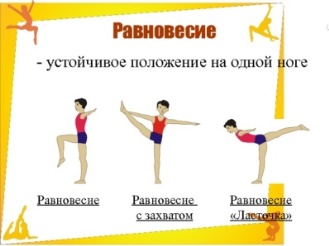 Равновесие
- устойчивое положение на одной ноге
Равновесие
Равновесие
с захватом
Равновесие
«Ласточка»